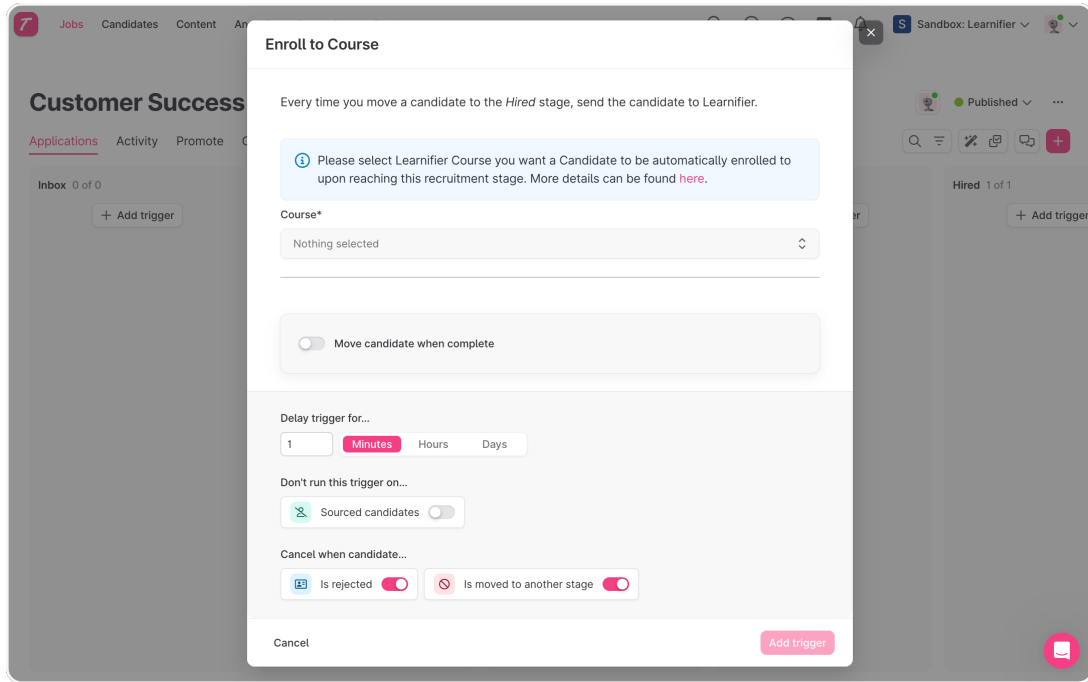 Jobs
Candidates
Content
S
Sandbox: Learnifier
Customer Success
Published
Applications
Activity
Promote
Inbox 0 of 0
Add trigger
Hired 1 of 1
Add trigger
Enroll to Course
Every time you move a candidate to the Hired stage, send the candidate to Learnifier.
Please select Learnifier Course you want a Candidate to be automatically enrolled to
upon reaching this recruitment stage. More details can be found here.
Course*
Nothing selected
Move candidate when complete
Delay trigger for...
1
Minutes
Hours
Days
Don't run this trigger on...
Sourced candidates
Cancel when candidate...
Is rejected
Is moved to another stage
Cancel
Add trigger